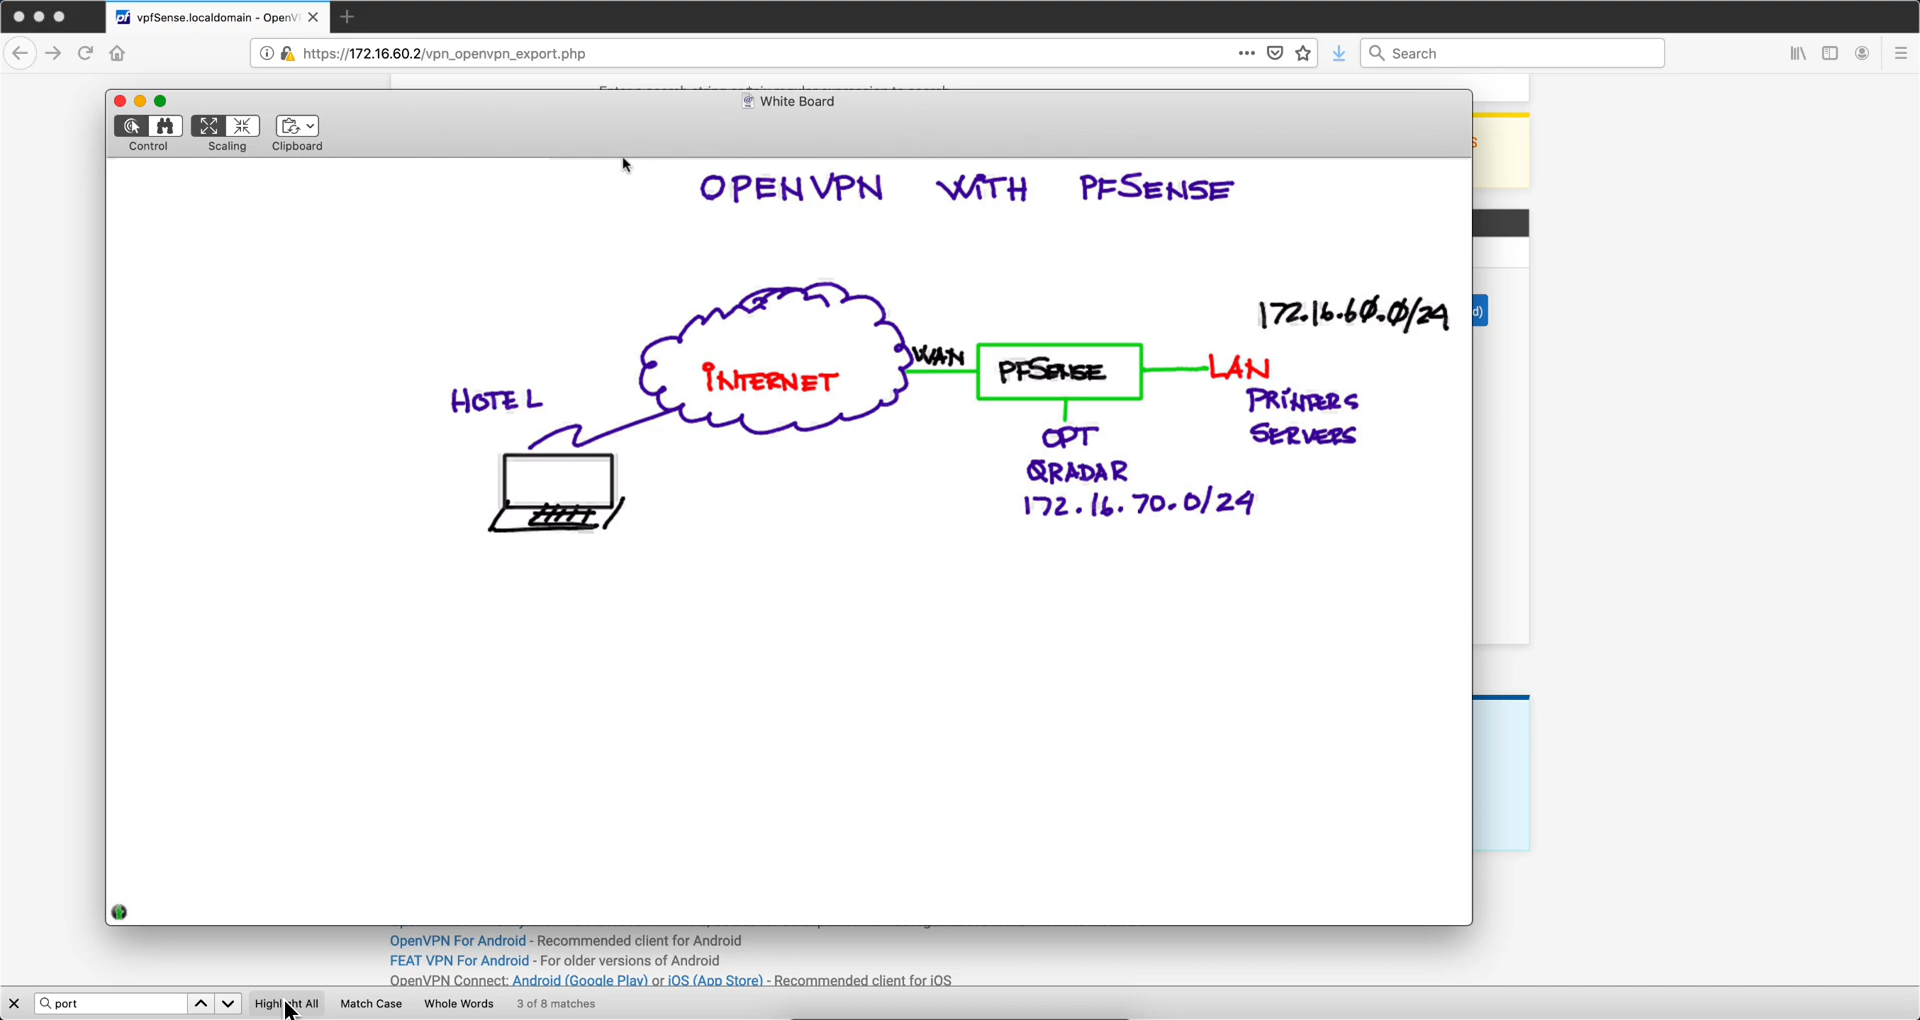 vpfSense.localdomain - OpenV
https://172.16.60.2/vpn_openvpn_export.php
Search
White Board
Control
Scaling
Clipboard
OPENVPN WITH PFSENSE
172.16.60.0/24
d)
WAN
PFSENSE
LAN
INTERNET
HOTEL
PRINTERS
SERVERS
OPT
QRADAR
172.16.70.0/24
OpenVPN For Android - Recommended client for Android
FEAT VPN For Android - For older versions of Android
OpenVPN Connect: Android (Google Play) or iOS (App Store) - Recommended client for iOS
port
Highlight All
Match Case
Whole Words
3 of 8 matches